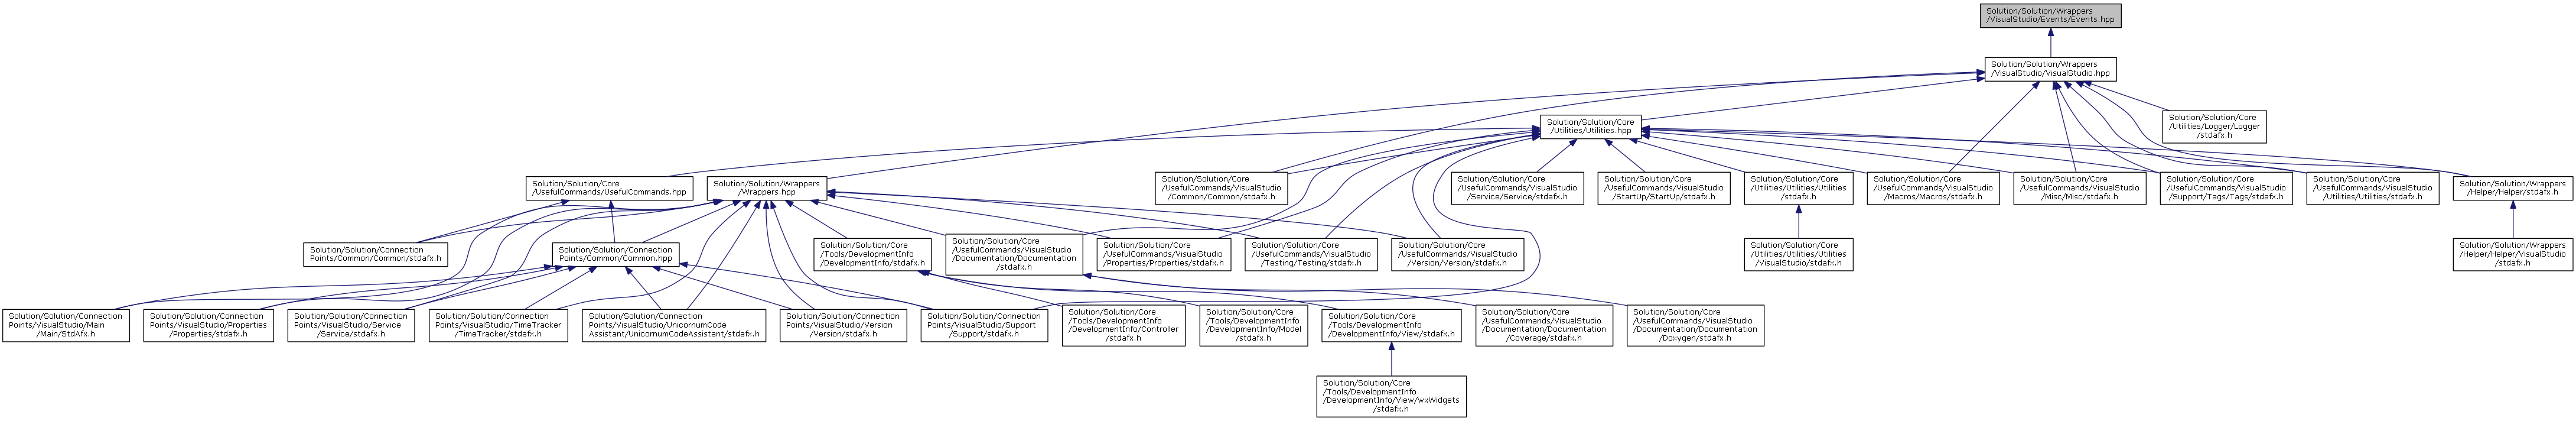 Solution/Solution/Wrappers
/VisualStudio/Events/Events.hpp
Solution/Solution/Wrappers
/VisualStudio/VisualStudio.hpp
Solution/Solution/Core
/Utilities/Logger/Logger
/stdafx.h
Solution/Solution/Core
/Utilities/Utilities.hpp
Solution/Solution/Core
/UsefulCommands/UsefulCommands.hpp
Solution/Solution/Wrappers
/Wrappers.hpp
Solution/Solution/Core
/UsefulCommands/VisualStudio
/Common/Common/stdafx.h
Solution/Solution/Core
/UsefulCommands/VisualStudio
/Service/Service/stdafx.h
Solution/Solution/Core
/UsefulCommands/VisualStudio
/StartUp/StartUp/stdafx.h
Solution/Solution/Core
/Utilities/Utilities/Utilities
/stdafx.h
Solution/Solution/Core
/UsefulCommands/VisualStudio
/Macros/Macros/stdafx.h
Solution/Solution/Core
/UsefulCommands/VisualStudio
/Misc/Misc/stdafx.h
Solution/Solution/Core
/UsefulCommands/VisualStudio
/Support/Tags/Tags/stdafx.h
Solution/Solution/Core
/UsefulCommands/VisualStudio
/Utilities/Utilities/stdafx.h
Solution/Solution/Wrappers
/Helper/Helper/stdafx.h
Solution/Solution/Connection
Points/Common/Common/stdafx.h
Solution/Solution/Connection
Points/Common/Common.hpp
Solution/Solution/Core
/Tools/DevelopmentInfo
/DevelopmentInfo/stdafx.h
Solution/Solution/Core
/UsefulCommands/VisualStudio
/Documentation/Documentation
/stdafx.h
Solution/Solution/Core
/UsefulCommands/VisualStudio
/Properties/Properties/stdafx.h
Solution/Solution/Core
/UsefulCommands/VisualStudio
/Testing/Testing/stdafx.h
Solution/Solution/Core
/UsefulCommands/VisualStudio
/Version/Version/stdafx.h
Solution/Solution/Core
/Utilities/Utilities/Utilities
/VisualStudio/stdafx.h
Solution/Solution/Wrappers
/Helper/Helper/VisualStudio
/stdafx.h
Solution/Solution/Connection
Points/VisualStudio/Main
/Main/StdAfx.h
Solution/Solution/Connection
Points/VisualStudio/Properties
/Properties/stdafx.h
Solution/Solution/Connection
Points/VisualStudio/Service
/Service/stdafx.h
Solution/Solution/Connection
Points/VisualStudio/TimeTracker
/TimeTracker/stdafx.h
Solution/Solution/Connection
Points/VisualStudio/UnicornumCode
Assistant/UnicornumCodeAssistant/stdafx.h
Solution/Solution/Connection
Points/VisualStudio/Version
/Version/stdafx.h
Solution/Solution/Connection
Points/VisualStudio/Support
/Support/stdafx.h
Solution/Solution/Core
/Tools/DevelopmentInfo
/DevelopmentInfo/Controller
/stdafx.h
Solution/Solution/Core
/Tools/DevelopmentInfo
/DevelopmentInfo/Model
/stdafx.h
Solution/Solution/Core
/Tools/DevelopmentInfo
/DevelopmentInfo/View/stdafx.h
Solution/Solution/Core
/UsefulCommands/VisualStudio
/Documentation/Documentation
/Coverage/stdafx.h
Solution/Solution/Core
/UsefulCommands/VisualStudio
/Documentation/Documentation
/Doxygen/stdafx.h
Solution/Solution/Core
/Tools/DevelopmentInfo
/DevelopmentInfo/View/wxWidgets
/stdafx.h